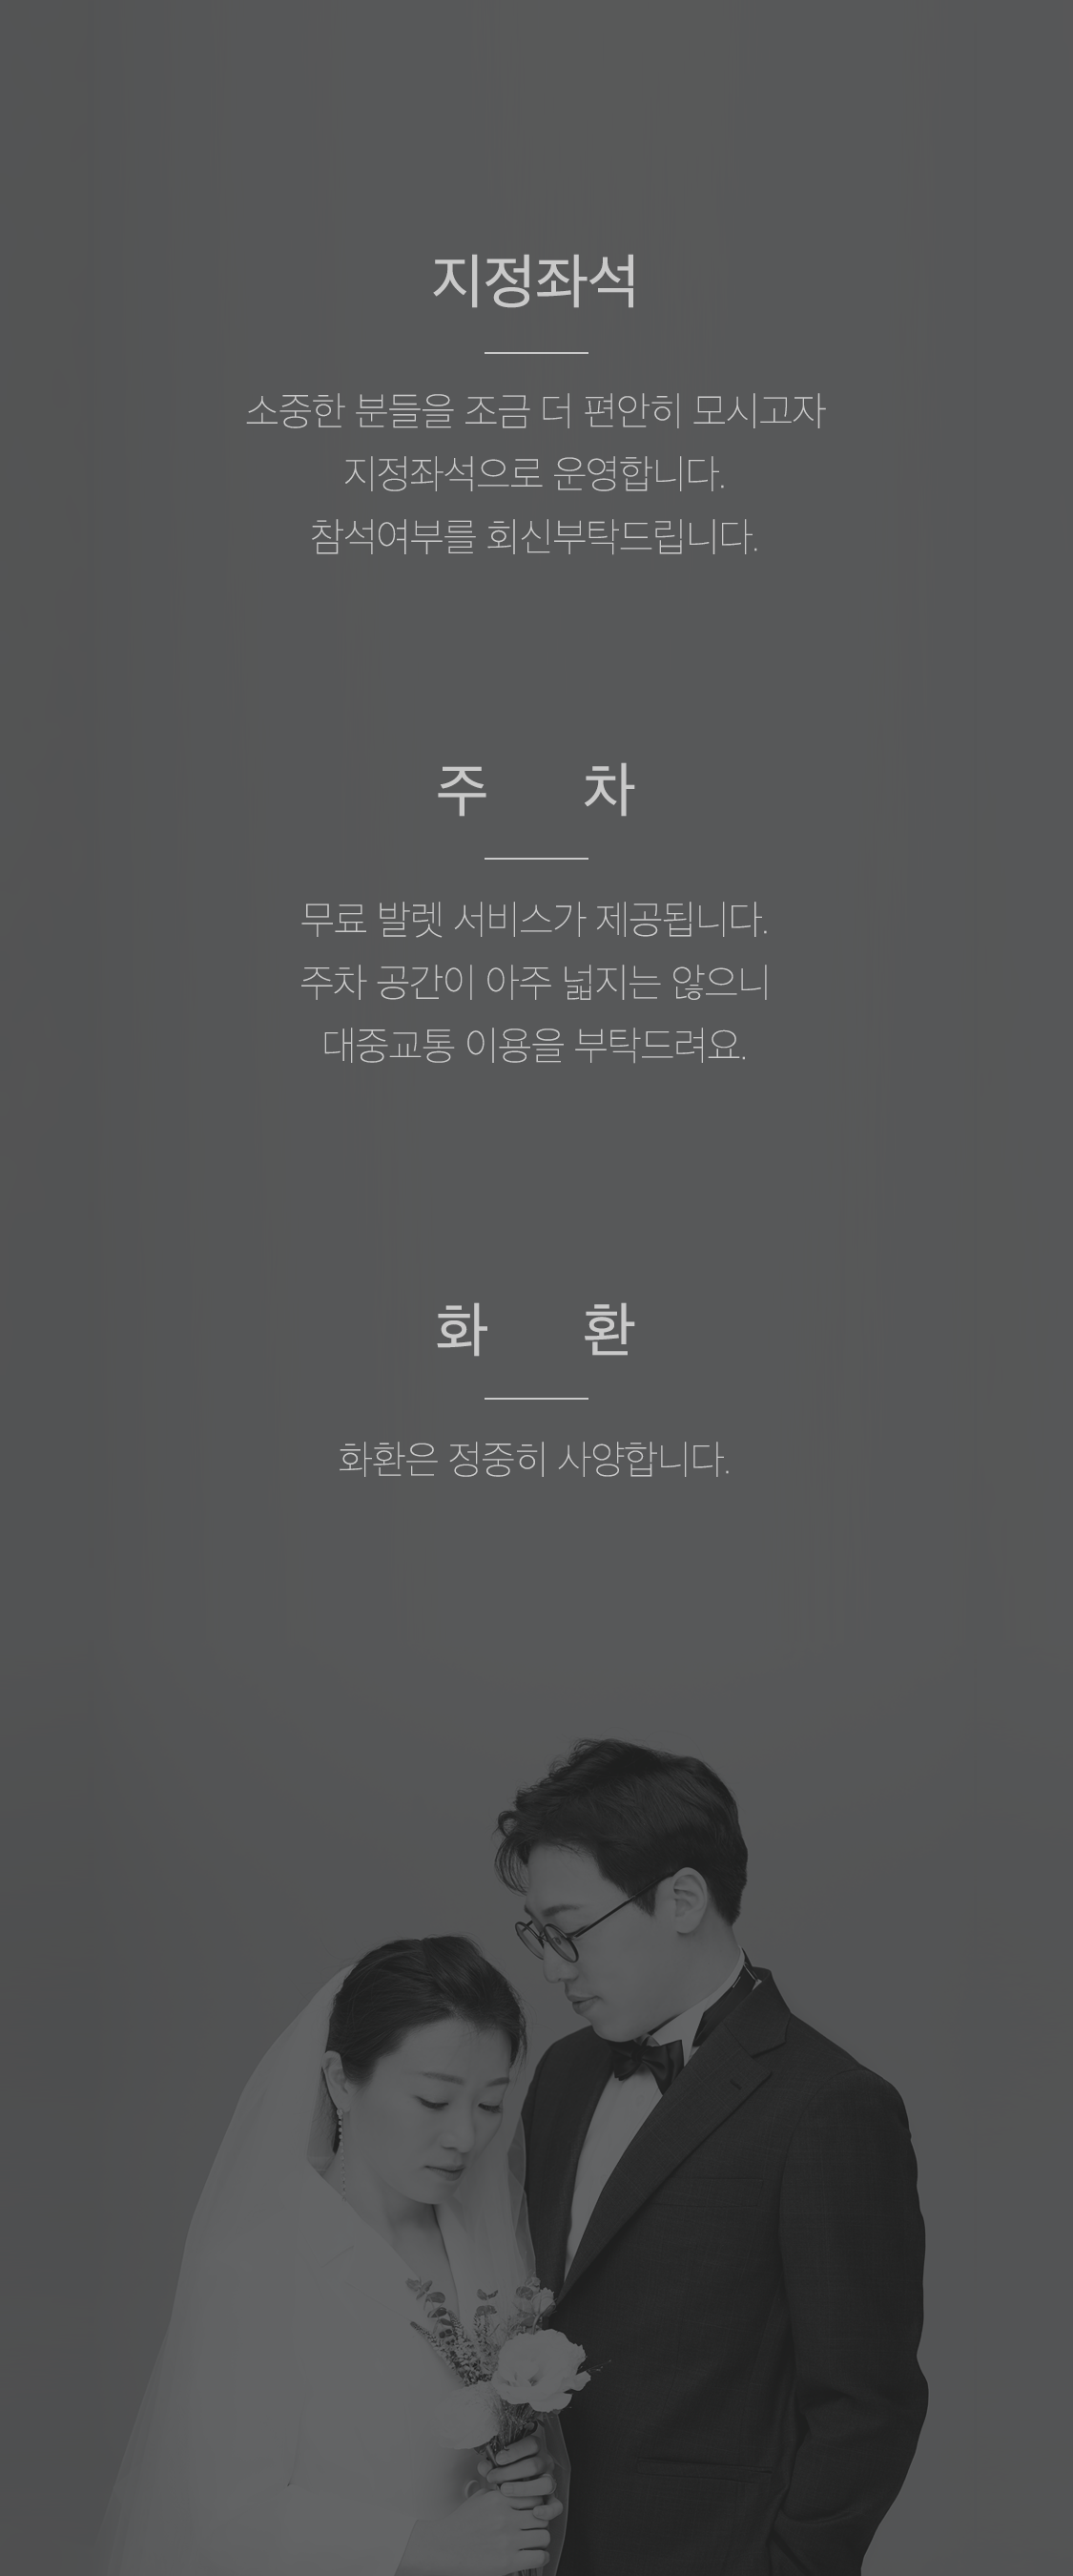 지정좌석
소중한 분들을 조금 더 편안히 모시고자
지정좌석으로 운영합니다.
참석여부를 회신부탁드립니다.
주 차
무료 발렛 서비스가 제공됩니다.
주차 공간이 아주 넓지는 않으니
대중교통 이용을 부탁드려요.
화 환
화환은 정중히 사양합니다.